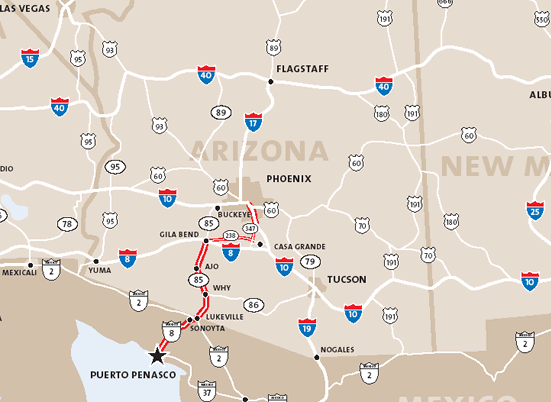 LAS VEGAS
666
191
550
93
95
89
15
FLAGSTAFF
40
40
ALBU
40
89
180
191
17
93
60
95
ARIZONA
60
95
NEW M
DIO
60
PHOENIX
60
10
BUCKEYE
60
191
25
78
95
85
347
180
GILA BEND
238
70
8
8
CASA GRANDE
70
191
MEXICALI
2
YUMA
AJO
10
79
85
TUCSON
10
2
WHY
86
10
191
LUKEVILLE
8
SONOYTA
19
2
NOGALES
2
2
PUERTO PENASCO
37
MEXICO